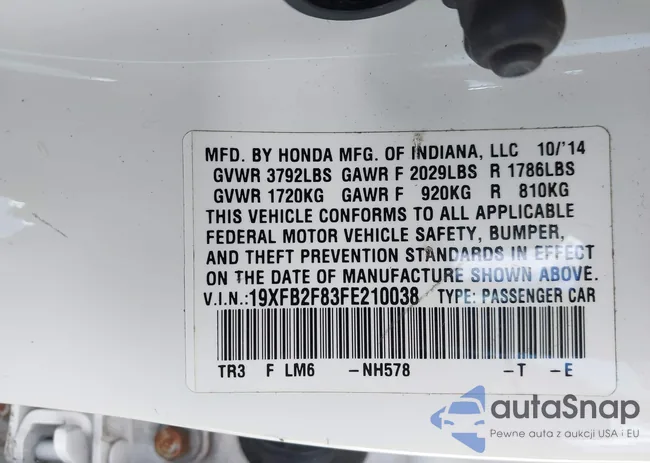 MFD. BY HONDA MFG. OF INDIANA, LLC 10/'14
GVWR 3792LBS GAWR F 2029LBS R 1786LBS
GVWR 1720KG GAWR F 920KG R 810KG
THIS VEHICLE CONFORMS TO ALL APPLICABLE
FEDERAL MOTOR VEHICLE SAFETY, BUMPER,
AND THEFT PREVENTION STANDARDS IN EFFECT
ON THE DATE OF MANUFACTURE SHOWN ABOVE.
V.I.N.:19XFB2F83FE210038 TYPE: PASSENGER CAR
TR3 F LM6 -NH578 -T -E
autaSnap
Pewne auta z aukcji USA i EU